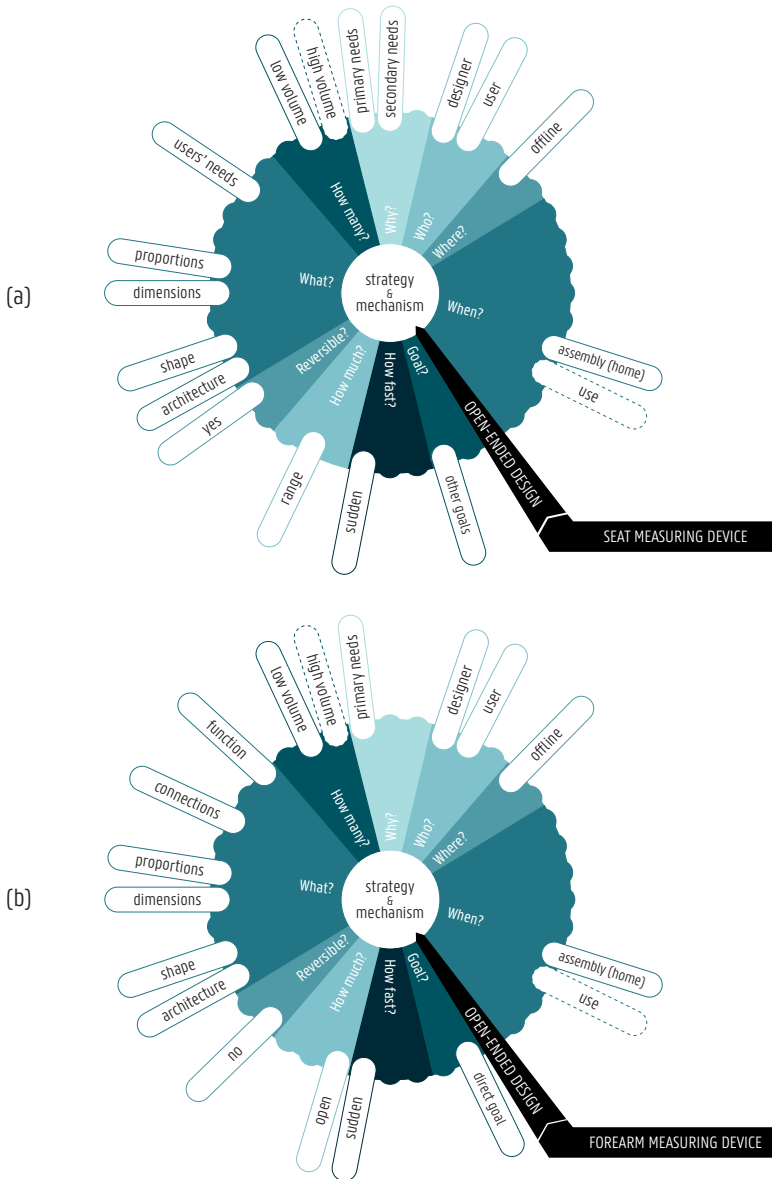 (a)
low volume
high volume
primary needs
secondary needs
designer
user
offline
users' needs
proportions
dimensions
shape
architecture
yes
range
sudden
other goals
assembly (home)
use
How many?
Why?
Who?
Where?
What?
When?
Reversible?
How much?
How fast?
Goal?
strategy
&
mechanism
OPEN-ENDED DESIGN
SEAT MEASURING DEVICE
(b)
low volume
high volume
primary needs
designer
user
offline
function
connections
proportions
dimensions
shape
architecture
no
open
sudden
direct goal
assembly (home)
use
How many?
Why?
Who?
Where?
What?
When?
Reversible?
How much?
How fast?
Goal?
strategy
&
mechanism
OPEN-ENDED DESIGN
FOREARM MEASURING DEVICE